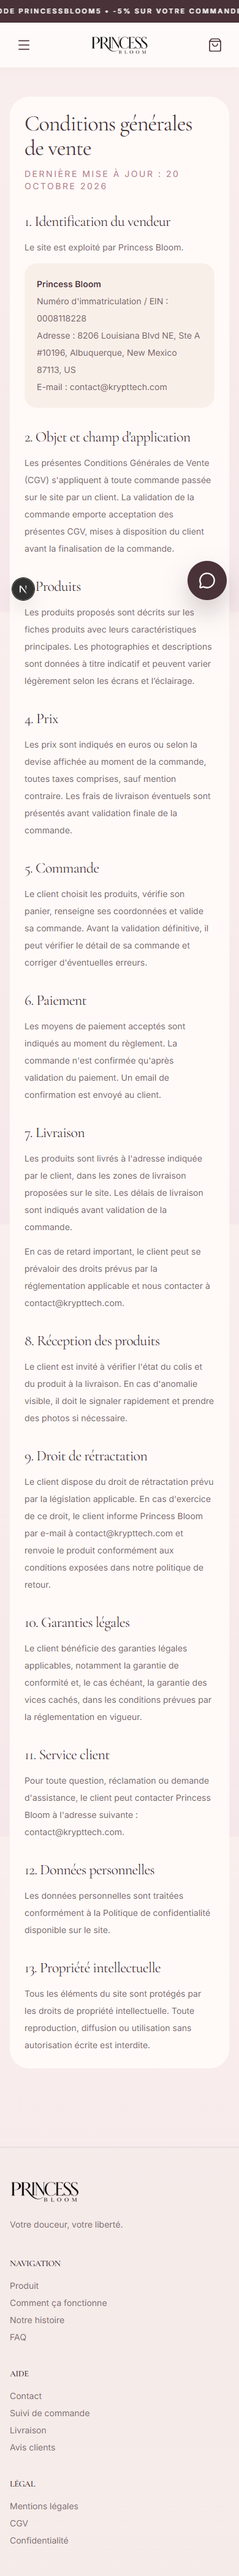 ODE PRINCESSBLOOM5 • -5% SUR VOTRE COMMANDE
PRINCESS
BLOOM
Conditions générales
de vente
DERNIÈRE MISE À JOUR : 20
OCTOBRE 2026
1. Identification du vendeur
Le site est exploité par Princess Bloom.
Princess Bloom
Numéro d'immatriculation / EIN :
0008118228
Adresse : 8206 Louisiana Blvd NE, Ste A
#10196, Albuquerque, New Mexico
87113, US
E-mail : contact@krypttech.com
2. Objet et champ d'application
Les présentes Conditions Générales de Vente
(CGV) s'appliquent à toute commande passée
sur le site par un client. La validation de la
commande emporte acceptation des
présentes CGV, mises à disposition du client
avant la finalisation de la commande.
N
Produits
Les produits proposés sont décrits sur les
fiches produits avec leurs caractéristiques
principales. Les photographies et descriptions
sont données à titre indicatif et peuvent varier
légèrement selon les écrans et l'éclairage.
4. Prix
Les prix sont indiqués en euros ou selon la
devise affichée au moment de la commande,
toutes taxes comprises, sauf mention
contraire. Les frais de livraison éventuels sont
présentés avant validation finale de la
commande.
5. Commande
Le client choisit les produits, vérifie son
panier, renseigne ses coordonnées et valide
sa commande. Avant la validation définitive, il
peut vérifier le détail de sa commande et
corriger d'éventuelles erreurs.
6. Paiement
Les moyens de paiement acceptés sont
indiqués au moment du règlement. La
commande n'est confirmée qu'après
validation du paiement. Un email de
confirmation est envoyé au client.
7. Livraison
Les produits sont livrés à l'adresse indiquée
par le client, dans les zones de livraison
proposées sur le site. Les délais de livraison
sont indiqués avant validation de la
commande.
En cas de retard important, le client peut se
prévaloir des droits prévus par la
réglementation applicable et nous contacter à
contact@krypttech.com.
8. Réception des produits
Le client est invité à vérifier l'état du colis et
du produit à la livraison. En cas d'anomalie
visible, il doit le signaler rapidement et prendre
des photos si nécessaire.
9. Droit de rétractation
Le client dispose du droit de rétractation prévu
par la législation applicable. En cas d'exercice
de ce droit, le client informe Princess Bloom
par e-mail à contact@krypttech.com et
renvoie le produit conformément aux
conditions exposées dans notre politique de
retour.
10. Garanties légales
Le client bénéficie des garanties légales
applicables, notamment la garantie de
conformité et, le cas échéant, la garantie des
vices cachés, dans les conditions prévues par
la réglementation en vigueur.
11. Service client
Pour toute question, réclamation ou demande
d'assistance, le client peut contacter Princess
Bloom à l'adresse suivante :
contact@krypttech.com.
12. Données personnelles
Les données personnelles sont traitées
conformément à la Politique de confidentialité
disponible sur le site.
13. Propriété intellectuelle
Tous les éléments du site sont protégés par
les droits de propriété intellectuelle. Toute
reproduction, diffusion ou utilisation sans
autorisation écrite est interdite.
PRINCESS
BLOOM
Votre douceur, votre liberté.
NAVIGATION
Produit
Comment ça fonctionne
Notre histoire
FAQ
AIDE
Contact
Suivi de commande
Livraison
Avis clients
LÉGAL
Mentions légales
CGV
Confidentialité